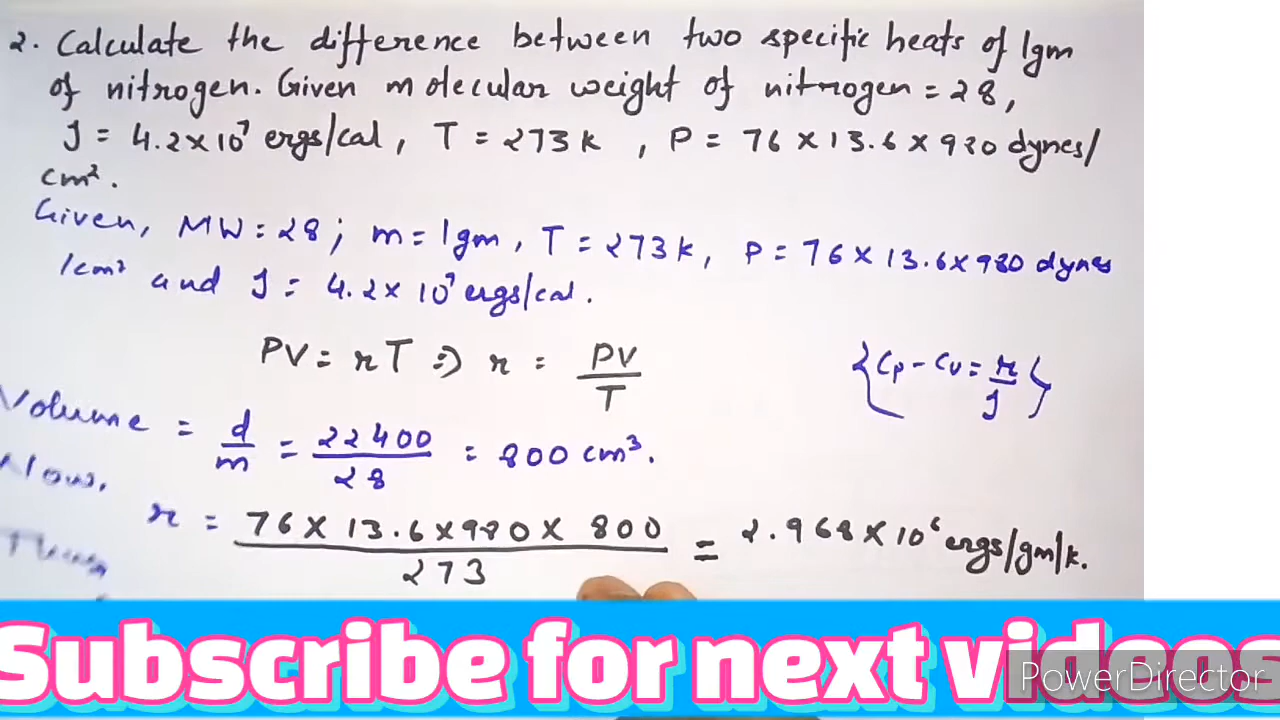 2. Calculate the difference between two specific heats of 1gm
of nitrogen. Given molecular weight of nitrogen = 28,
J = 4.2×10⁷ ergs/cal, T = 273k, P = 76×13.6×980 dynes/
cm².
Given, MW=28; m=1gm, T=273k, P=76×13.6×980 dynes
/cm² and J = 4.2×10⁷ ergs/cal.
PV = rT ⇒ r = PV/T {Cp-Cv = r/J}
Volume = d/m = 22400/28 = 800 cm³.
Now,
r = 76×13.6×980×800/273 = 2.968×10⁶ ergs/gm/k.
Subscribe for next videos
PowerDirector